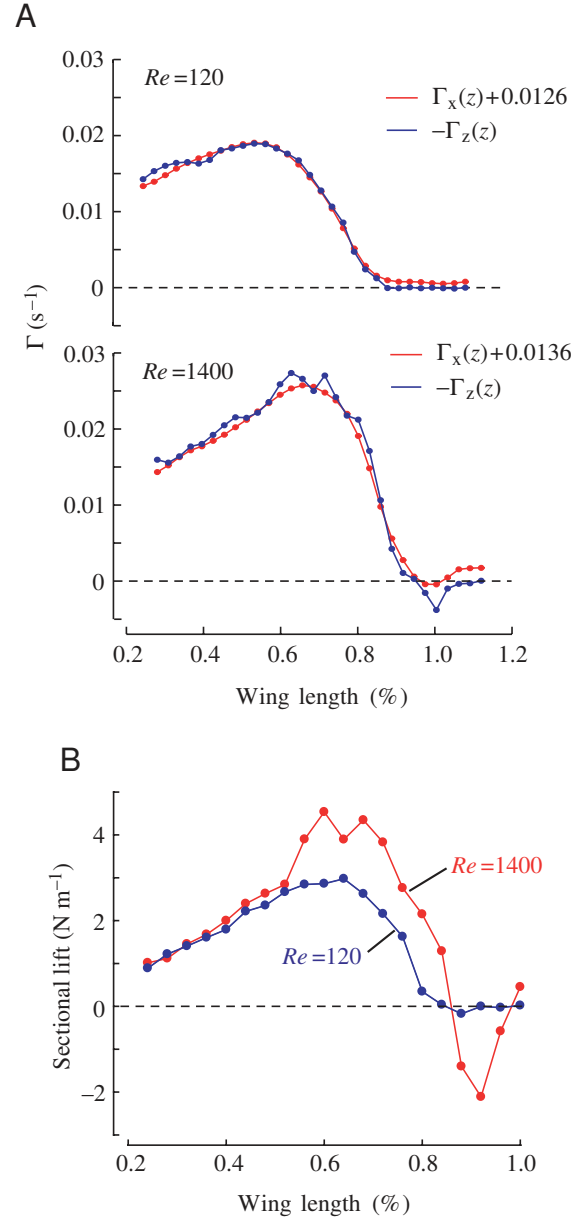 A
0.03
Re=120
Γx(z)+0.0126
−Γz(z)
0.02
0.01
0
Γ (s−1)
0.03
Re=1400
Γx(z)+0.0136
−Γz(z)
0.02
0.01
0
0.2 0.4 0.6 0.8 1.0 1.2
Wing length (%)
B
4
Re=1400
2
Re=120
0
−2
Sectional lift (N m−1)
0.2 0.4 0.6 0.8 1.0
Wing length (%)